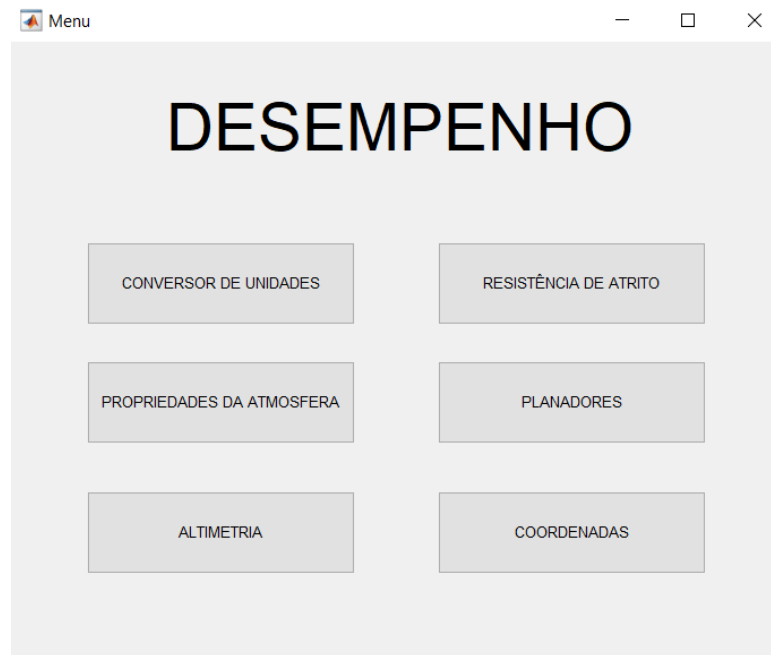 Menu
DESEMPENHO
CONVERSOR DE UNIDADES
RESISTÊNCIA DE ATRITO
PROPRIEDADES DA ATMOSFERA
PLANADORES
ALTIMETRIA
COORDENADAS